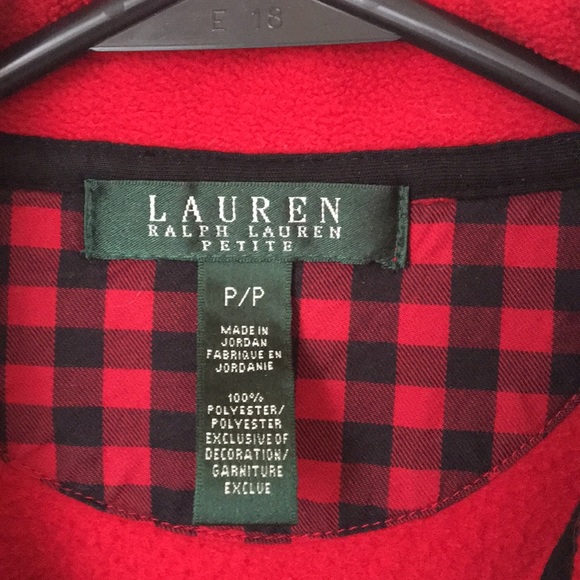 E 18
LAUREN
RALPH LAUREN
PETITE
P/P
MADE IN
JORDAN
FABRIQUE EN
JORDANIE
100%
POLYESTER/
POLYESTER
EXCLUSIVE OF
DECORATION/
GARNITURE
EXCLUE